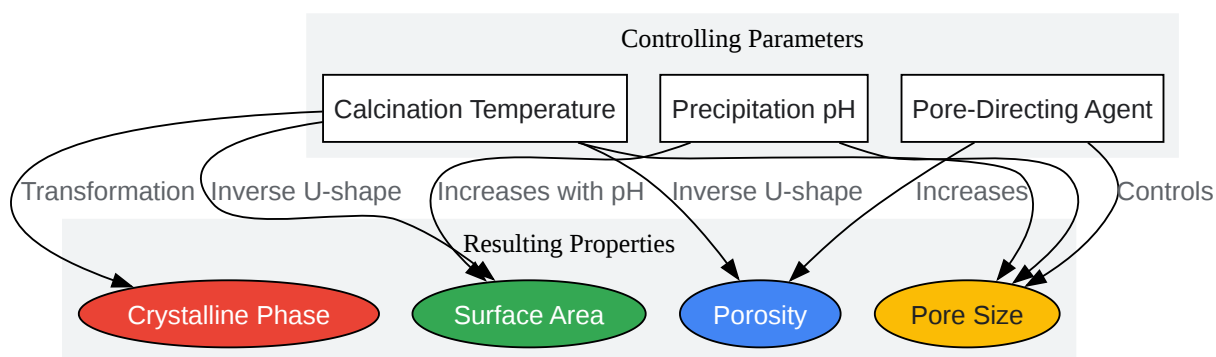 Controlling Parameters
Calcination Temperature
Precipitation pH
Pore-Directing Agent
Transformation
Inverse U-shape
Increases with pH
Inverse U-shape
Increases
Controls
Resulting Properties
Crystalline Phase
Surface Area
Porosity
Pore Size